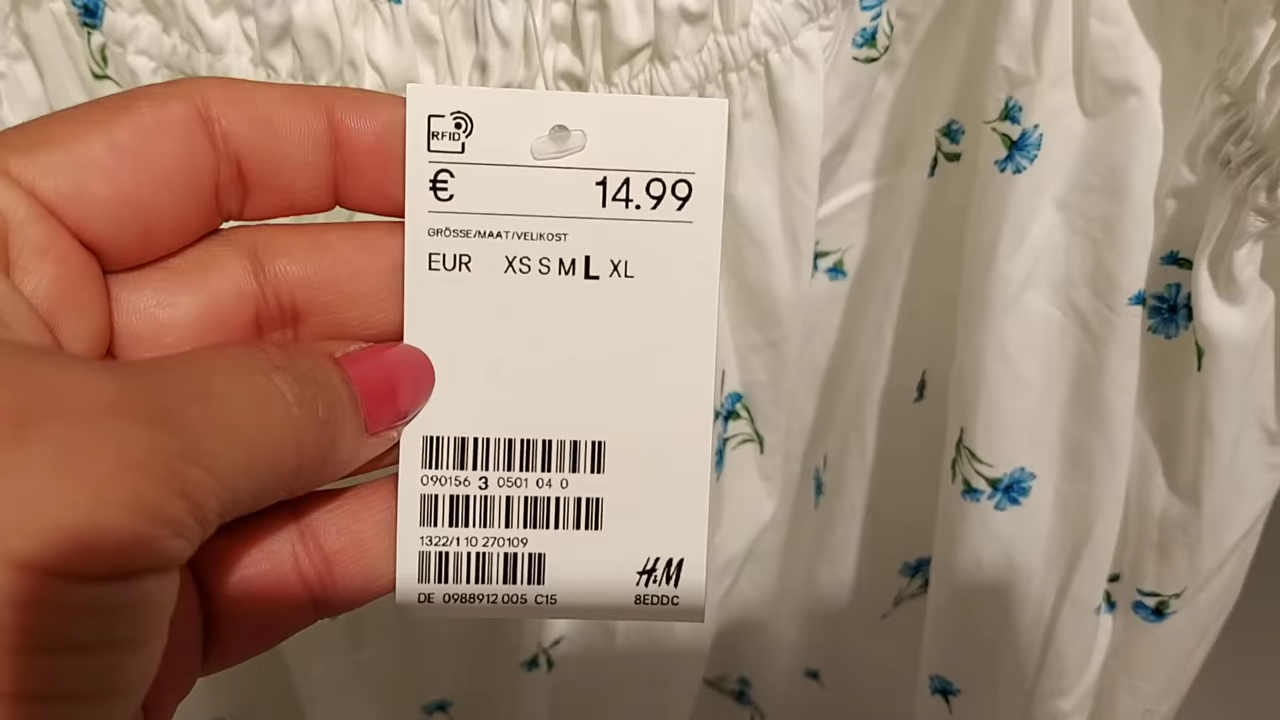 RFID
€ 14.99
GRÖSSE/MAAT/VELIKOST
EUR XS S M L XL
090156 3 0501 04 0
1322/1 10 270109
H&M
DE 0988912 005 C15 8EDDC